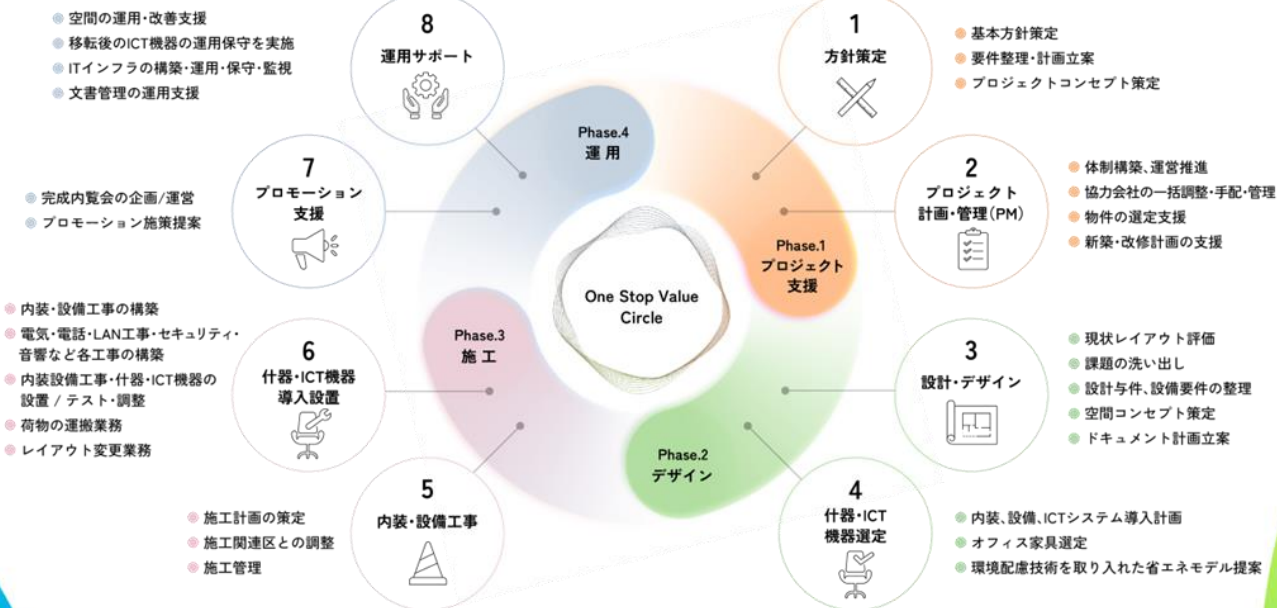 One Stop Value
Circle
Phase.1
プロジェクト
支援
1
方針策定
基本方針策定
要件整理・計画立案
プロジェクトコンセプト策定
2
プロジェクト
計画・管理(PM)
体制構築、運営推進
協力会社の一括調整・手配・管理
物件の選定支援
新築・改修計画の支援
Phase.2
デザイン
3
設計・デザイン
現状レイアウト評価
課題の洗い出し
設計与件、設備要件の整理
空間コンセプト策定
ドキュメント計画立案
4
什器・ICT
機器選定
内装、設備、ICTシステム導入計画
オフィス家具選定
環境配慮技術を取り入れた省エネモデル提案
Phase.3
施工
5
内装・設備工事
施工計画の策定
施工関連区との調整
施工管理
6
什器・ICT機器
導入設置
内装・設備工事の構築
電気・電話・LAN工事・セキュリティ・
音響など各工事の構築
内装設備工事・什器・ICT機器の
設置 / テスト・調整
荷物の運搬業務
レイアウト変更業務
Phase.4
運用
7
プロモーション
支援
完成内覧会の企画/運営
プロモーション施策提案
8
運用サポート
空間の運用・改善支援
移転後のICT機器の運用保守を実施
ITインフラの構築・運用・保守・監視
文書管理の運用支援